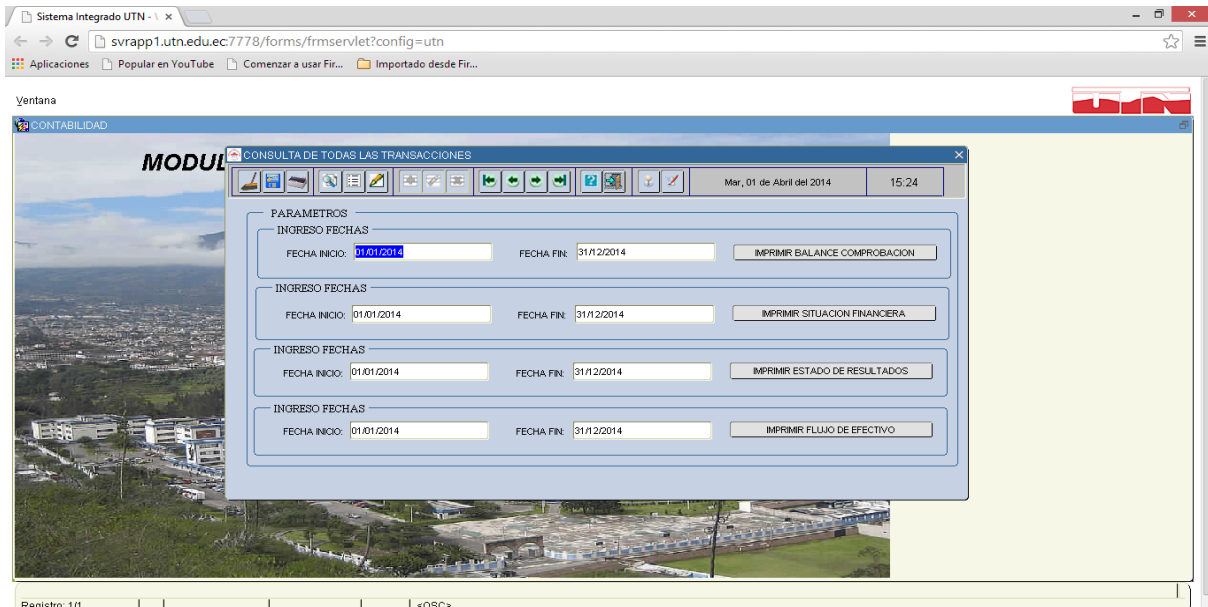 Sistema Integrado UTN - \
svrapp1.utn.edu.ec:7778/forms/frmservlet?config=utn
Aplicaciones Popular en YouTube Comenzar a usar Fir... Importado desde Fir...
Ventana
UTN
CONTABILIDAD
MODUL
CONSULTA DE TODAS LAS TRANSACCIONES
Mar, 01 de Abril del 2014 15:24
PARAMETROS
INGRESO FECHAS
FECHA INICIO: 01/01/2014 FECHA FIN: 31/12/2014 IMPRIMIR BALANCE COMPROBACION
INGRESO FECHAS
FECHA INICIO: 01/01/2014 FECHA FIN: 31/12/2014 IMPRIMIR SITUACION FINANCIERA
INGRESO FECHAS
FECHA INICIO: 01/01/2014 FECHA FIN: 31/12/2014 IMPRIMIR ESTADO DE RESULTADOS
INGRESO FECHAS
FECHA INICIO: 01/01/2014 FECHA FIN: 31/12/2014 IMPRIMIR FLUJO DE EFECTIVO
Registro: 1/1 <OSC>